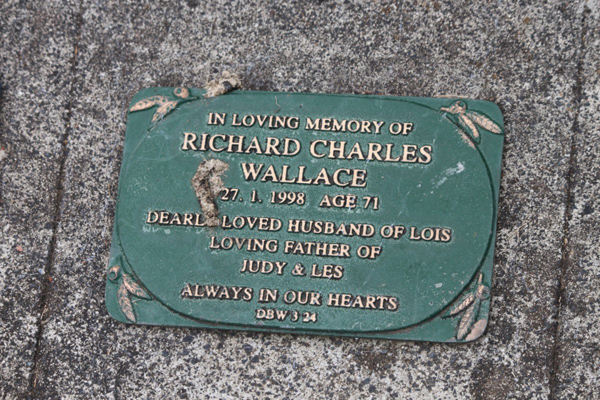 IN LOVING MEMORY OF
RICHARD CHARLES
WALLACE
27. 1. 1998 AGE 71
DEARL LOVED HUSBAND OF LOIS
LOVING FATHER OF
JUDY & LES
ALWAYS IN OUR HEARTS
DBW 3 24